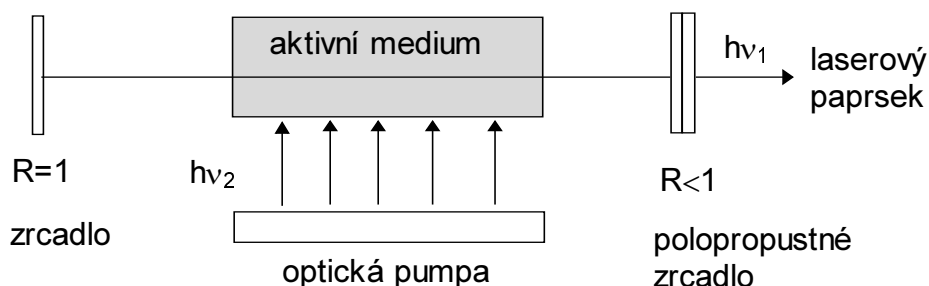 aktivní medium
hν1
laserový
paprsek
R=1
hν2
R<1
zrcadlo
polopropustné
zrcadlo
optická pumpa